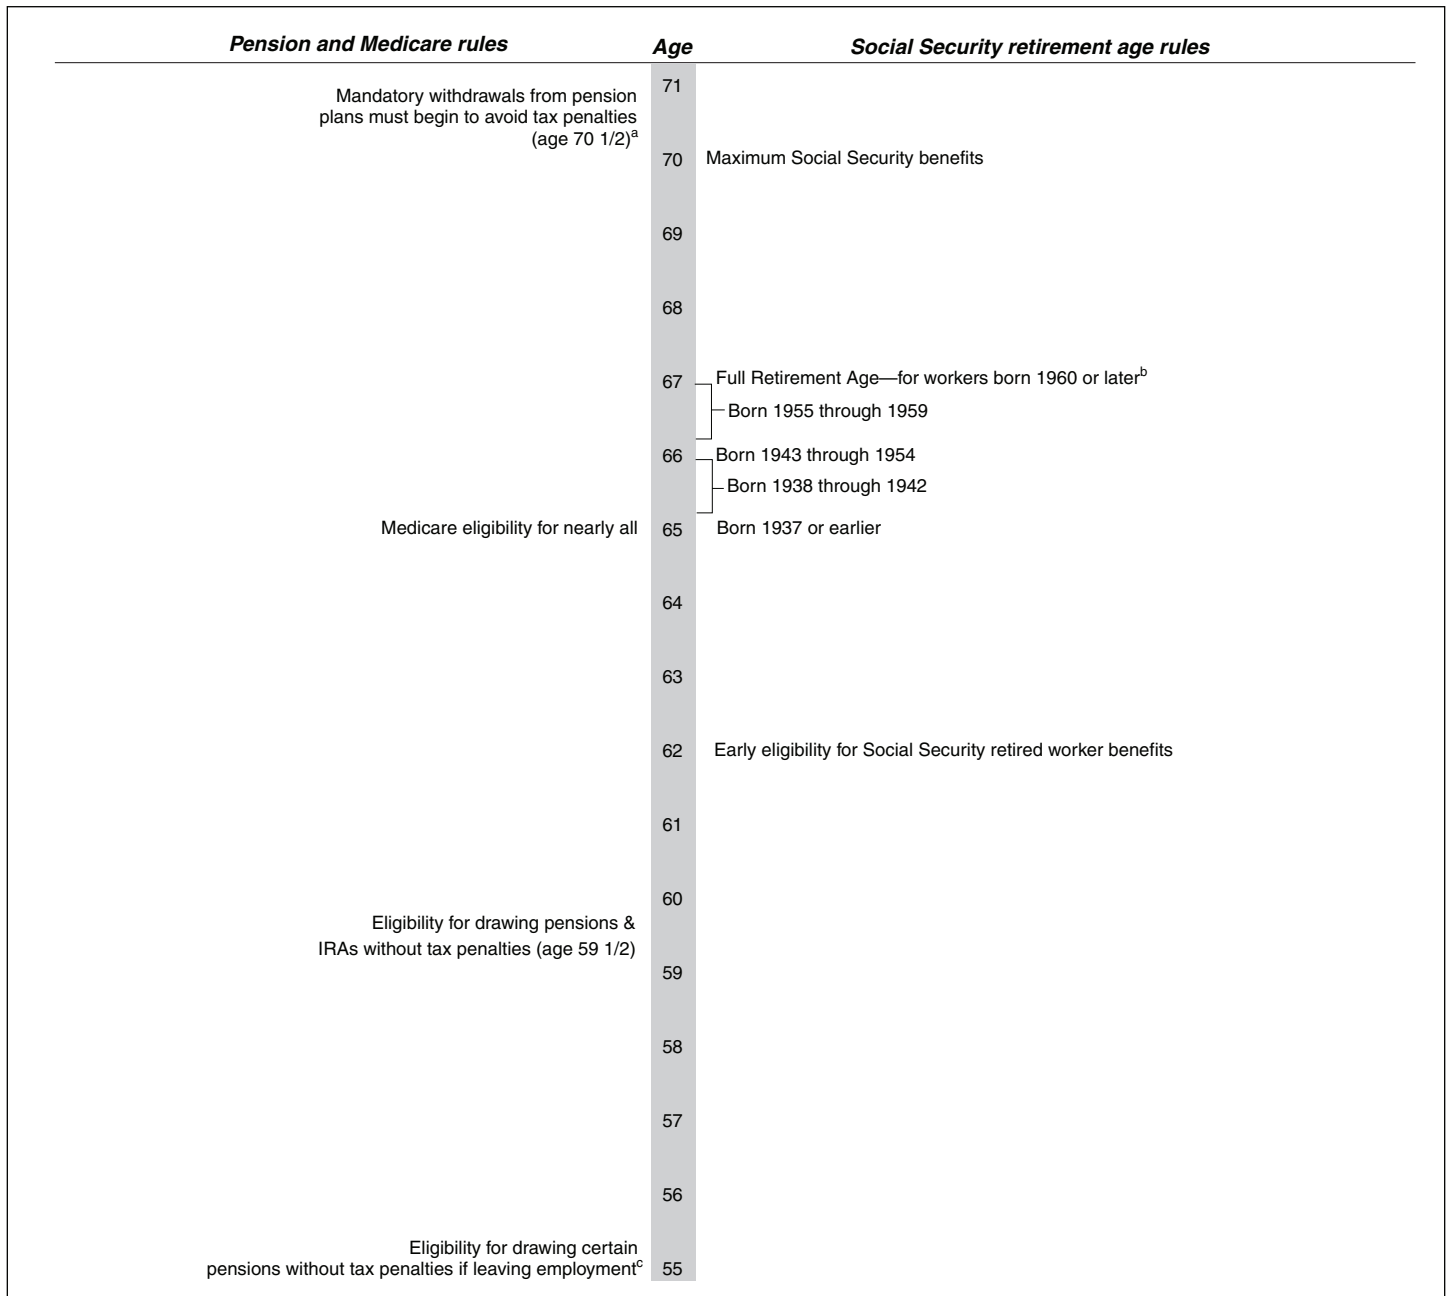 Pension and Medicare rules
Age
Social Security retirement age rules
71
Mandatory withdrawals from pension
plans must begin to avoid tax penalties
(age 70 1/2)a
70
Maximum Social Security benefits
69
68
67
Full Retirement Age—for workers born 1960 or laterb
Born 1955 through 1959
66
Born 1943 through 1954
Born 1938 through 1942
Medicare eligibility for nearly all
65
Born 1937 or earlier
64
63
62
Early eligibility for Social Security retired worker benefits
61
60
Eligibility for drawing pensions &
IRAs without tax penalties (age 59 1/2)
59
58
57
56
Eligibility for drawing certain
pensions without tax penalties if leaving employmentc
55